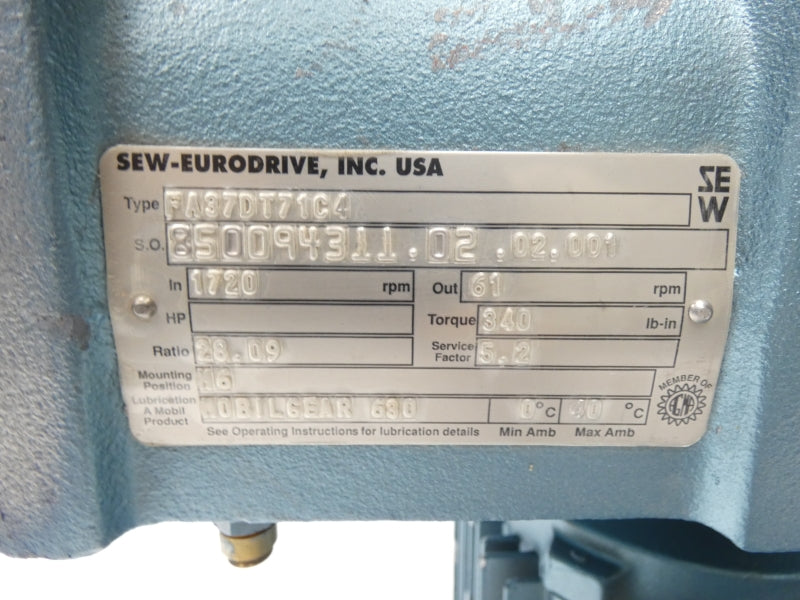 SEW-EURODRIVE, INC. USA
SEW
Type FA37DT71C4
S.O. 850094311.02.02.001
In 1720 rpm Out 61 rpm
HP Torque 340 lb-in
Ratio 28.09 Service Factor 5.2
Mounting Position M6
Lubrication A Mobil Product MOBILGEAR 680 0°C 40 °C
See Operating Instructions for lubrication details Min Amb Max Amb
MEMBER OF